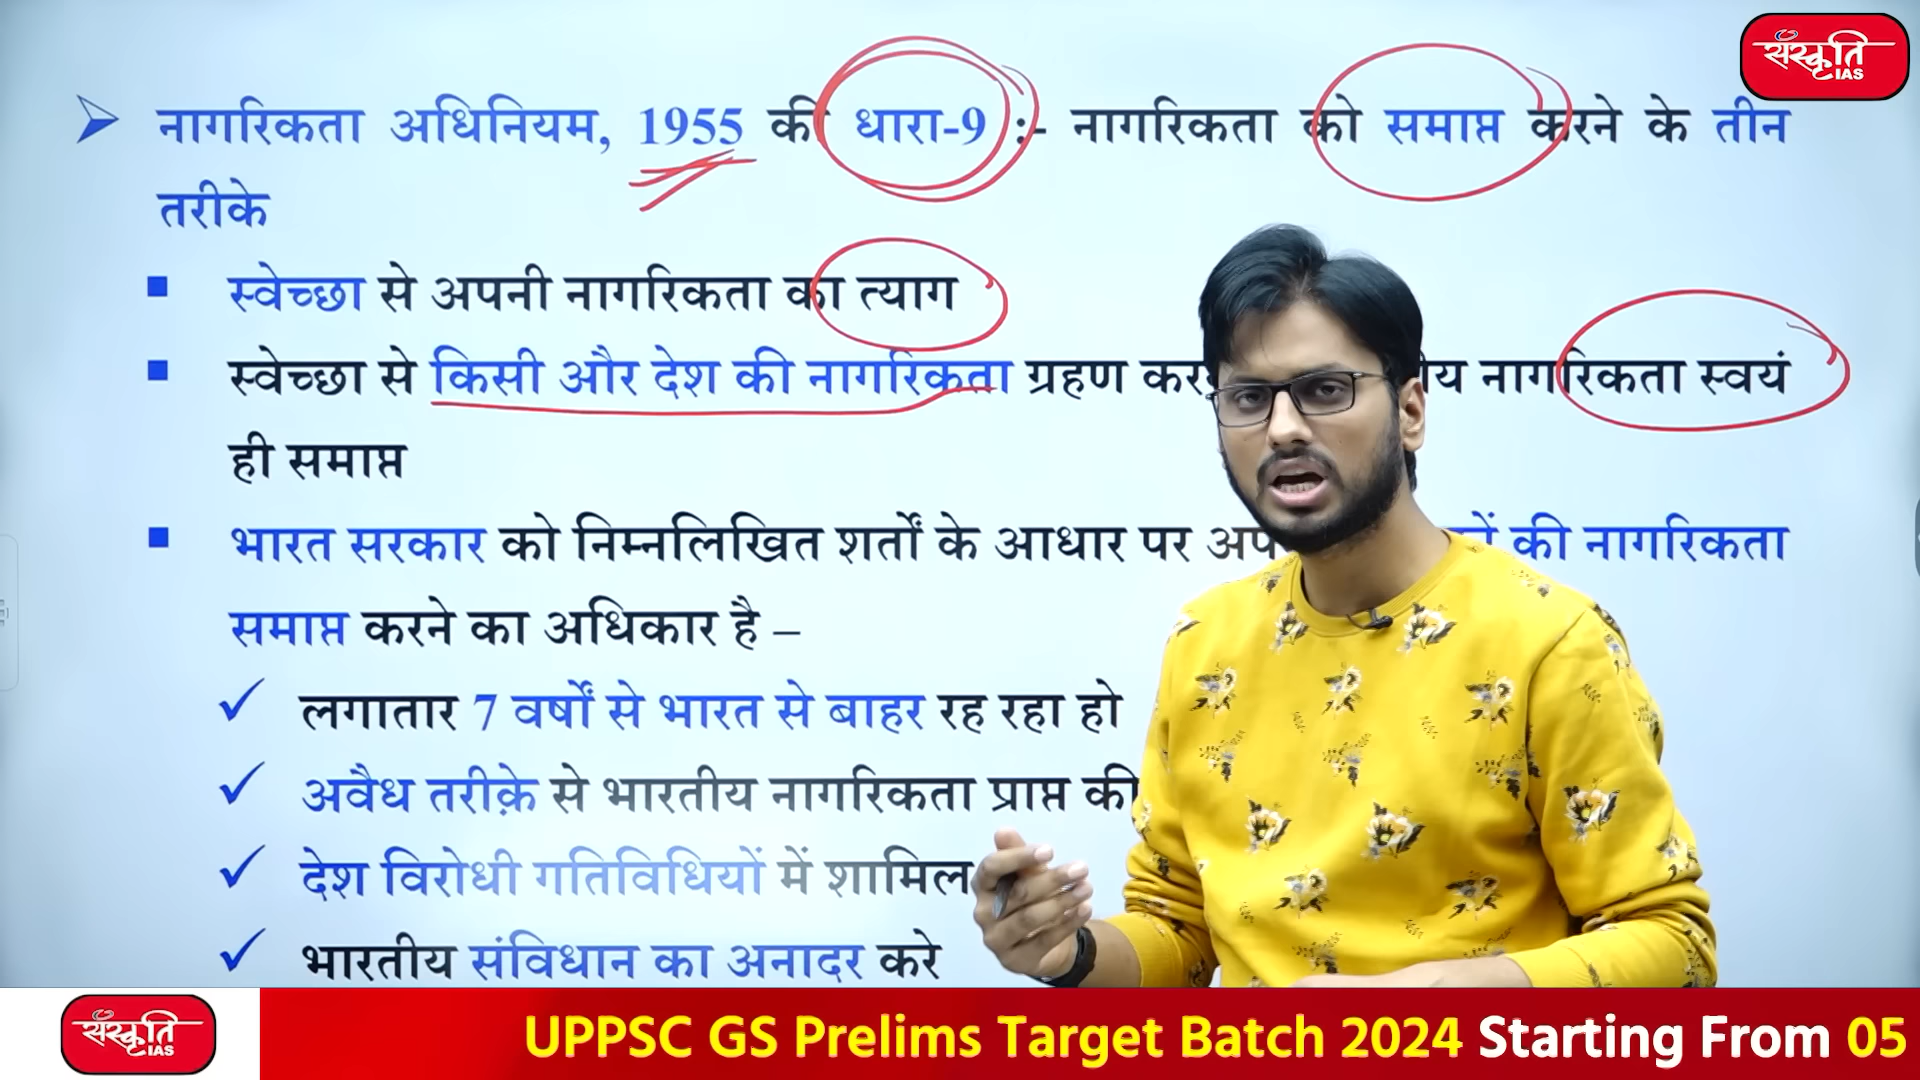 संस्कृति
IAS
नागरिकता अधिनियम, 1955 की धारा-9 :- नागरिकता को समाप्त करने के तीन
तरीके
स्वेच्छा से अपनी नागरिकता का त्याग
स्वेच्छा से किसी और देश की नागरिकता ग्रहण नागरिकता स्वयं
ही समाप्त
भारत सरकार को निम्नलिखित शर्तों के आधार पर की नागरिकता
समाप्त करने का अधिकार है –
लगातार 7 वर्षों से भारत से बाहर रह रहा हो
अवैध तरीक़े से भारतीय नागरिकता प्राप्त की
देश विरोधी गतिविधियों में शामिल
भारतीय संविधान का अनादर करे
संस्कृति
IAS
UPPSC GS Prelims Target Batch 2024 Starting From 05